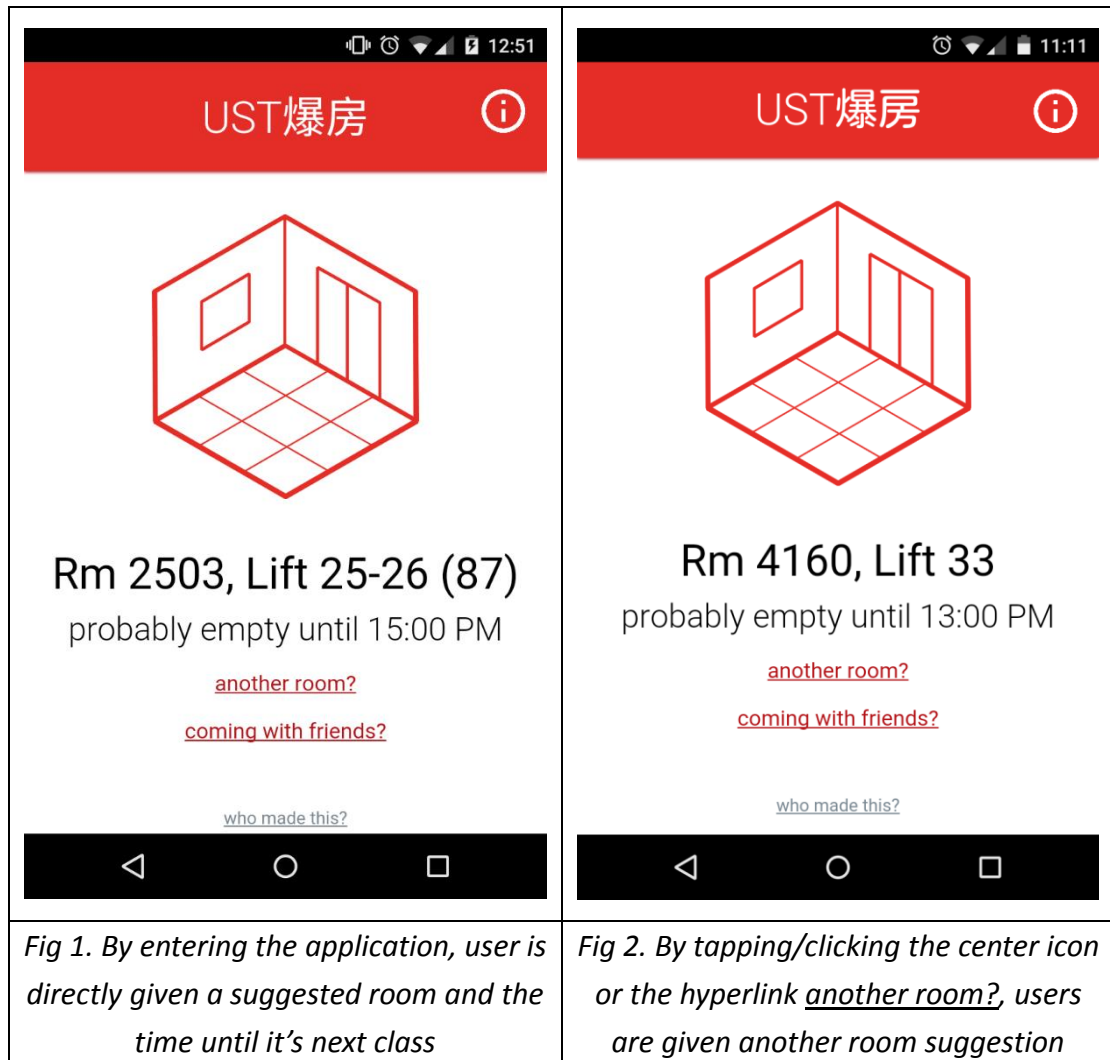 12:51
UST爆房
Rm 2503, Lift 25-26 (87)
probably empty until 15:00 PM
another room?
coming with friends?
who made this?
Fig 1. By entering the application, user is
directly given a suggested room and the
time until it's next class
11:11
UST爆房
Rm 4160, Lift 33
probably empty until 13:00 PM
another room?
coming with friends?
who made this?
Fig 2. By tapping/clicking the center icon
or the hyperlink another room?, users
are given another room suggestion